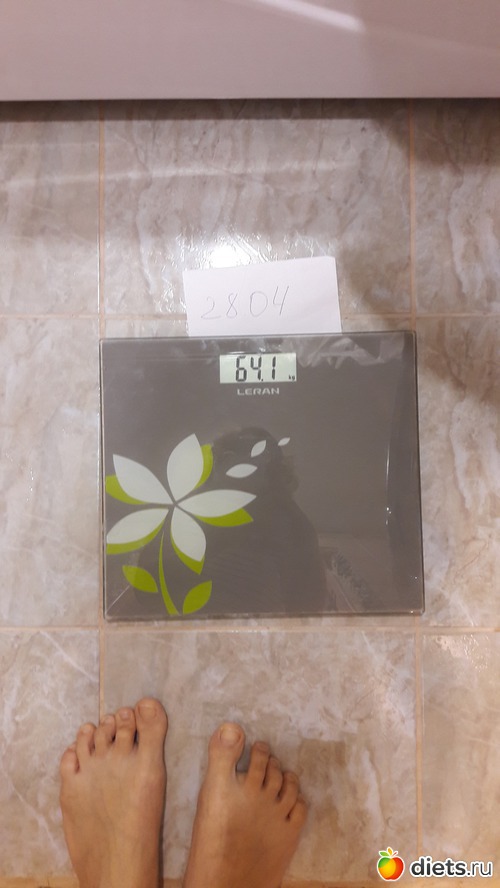 2804
64.1 kg
LERAN
diets.ru